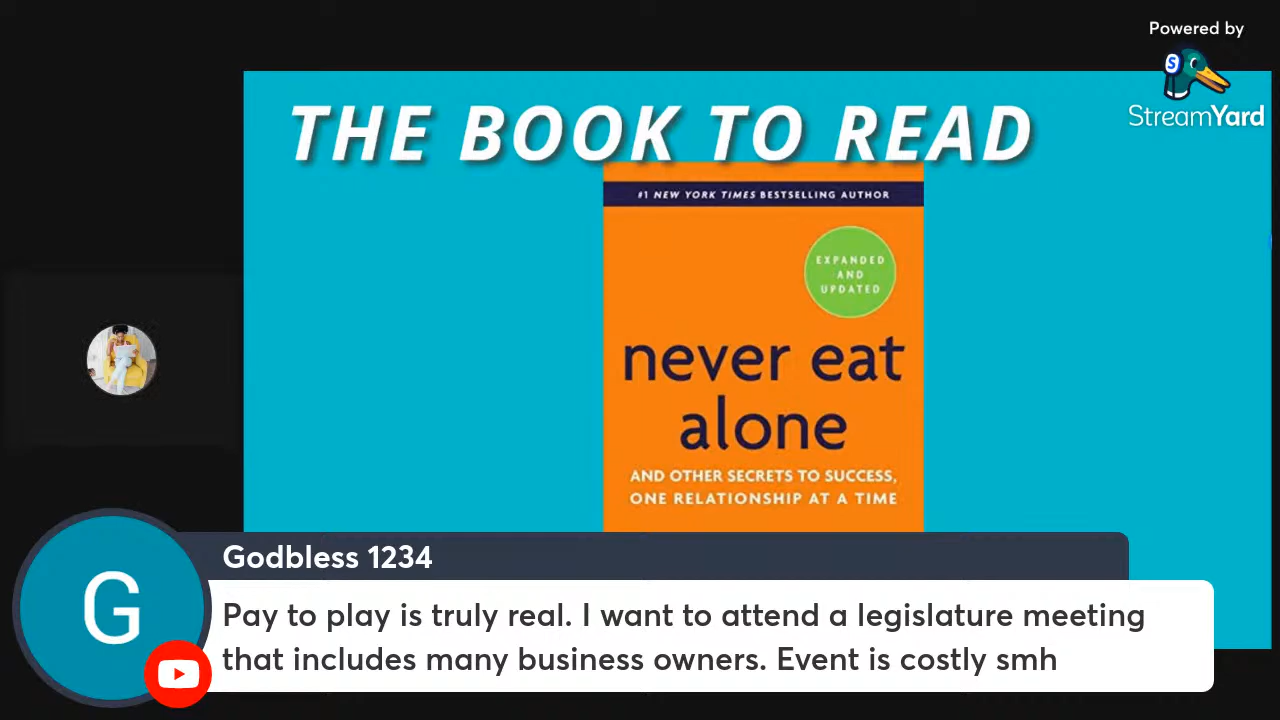 Powered by
S
StreamYard
THE BOOK TO READ
#1 NEW YORK TIMES BESTSELLING AUTHOR
EXPANDED
AND
UPDATED
never eat
alone
AND OTHER SECRETS TO SUCCESS,
ONE RELATIONSHIP AT A TIME
G
Godbless 1234
Pay to play is truly real. I want to attend a legislature meeting
that includes many business owners. Event is costly smh